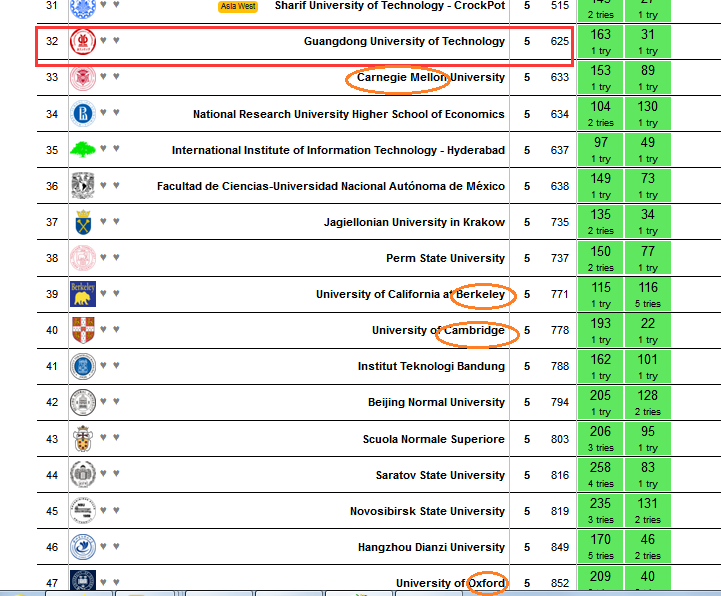 31 Asia West Sharif University of Technology - CrockPot 5 515 2 tries 1 try
32 Guangdong University of Technology 5 625 163 1 try 31 1 try
33 Carnegie Mellon University 5 633 153 1 try 89 1 try
34 National Research University Higher School of Economics 5 634 104 2 tries 130 1 try
35 International Institute of Information Technology - Hyderabad 5 637 97 1 try 49 1 try
36 Facultad de Ciencias-Universidad Nacional Autónoma de México 5 638 149 1 try 73 1 try
37 Jagiellonian University in Krakow 5 735 135 2 tries 34 1 try
38 Perm State University 5 737 150 2 tries 77 1 try
39 Berkeley University of California at Berkeley 5 771 115 1 try 116 5 tries
40 University of Cambridge 5 778 193 1 try 22 1 try
41 Institut Teknologi Bandung 5 788 162 1 try 101 1 try
42 Beijing Normal University 5 794 205 1 try 128 2 tries
43 Scuola Normale Superiore 5 803 206 3 tries 95 1 try
44 Saratov State University 5 816 258 4 tries 83 1 try
45 Novosibirsk State University 5 819 235 3 tries 131 2 tries
46 Hangzhou Dianzi University 5 849 170 5 tries 46 2 tries
47 University of Oxford 5 852 209 40